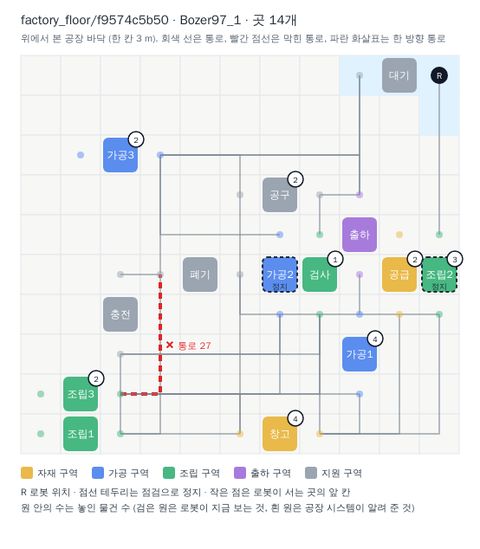 factory_floor/f9574c5b50 · Bozer97_1 · 곳 14개
위에서 본 공장 바닥 (한 칸 3 m). 회색 선은 통로, 빨간 점선은 막힌 통로, 파란 화살표는 한 방향 통로
대기 R
가공3 2
공구 2
출하
폐기 가공2 정지 검사 1 공급 2 조립2 정지 3
충전
✖ 통로 27
가공1 4
조립3 2
조립1 창고 4
자재 구역 가공 구역 조립 구역 출하 구역 지원 구역
R 로봇 위치 · 점선 테두리는 점검으로 정지 · 작은 점은 로봇이 서는 곳의 앞 칸
원 안의 수는 놓인 물건 수 (검은 원은 로봇이 지금 보는 것, 흰 원은 공장 시스템이 알려 준 것)